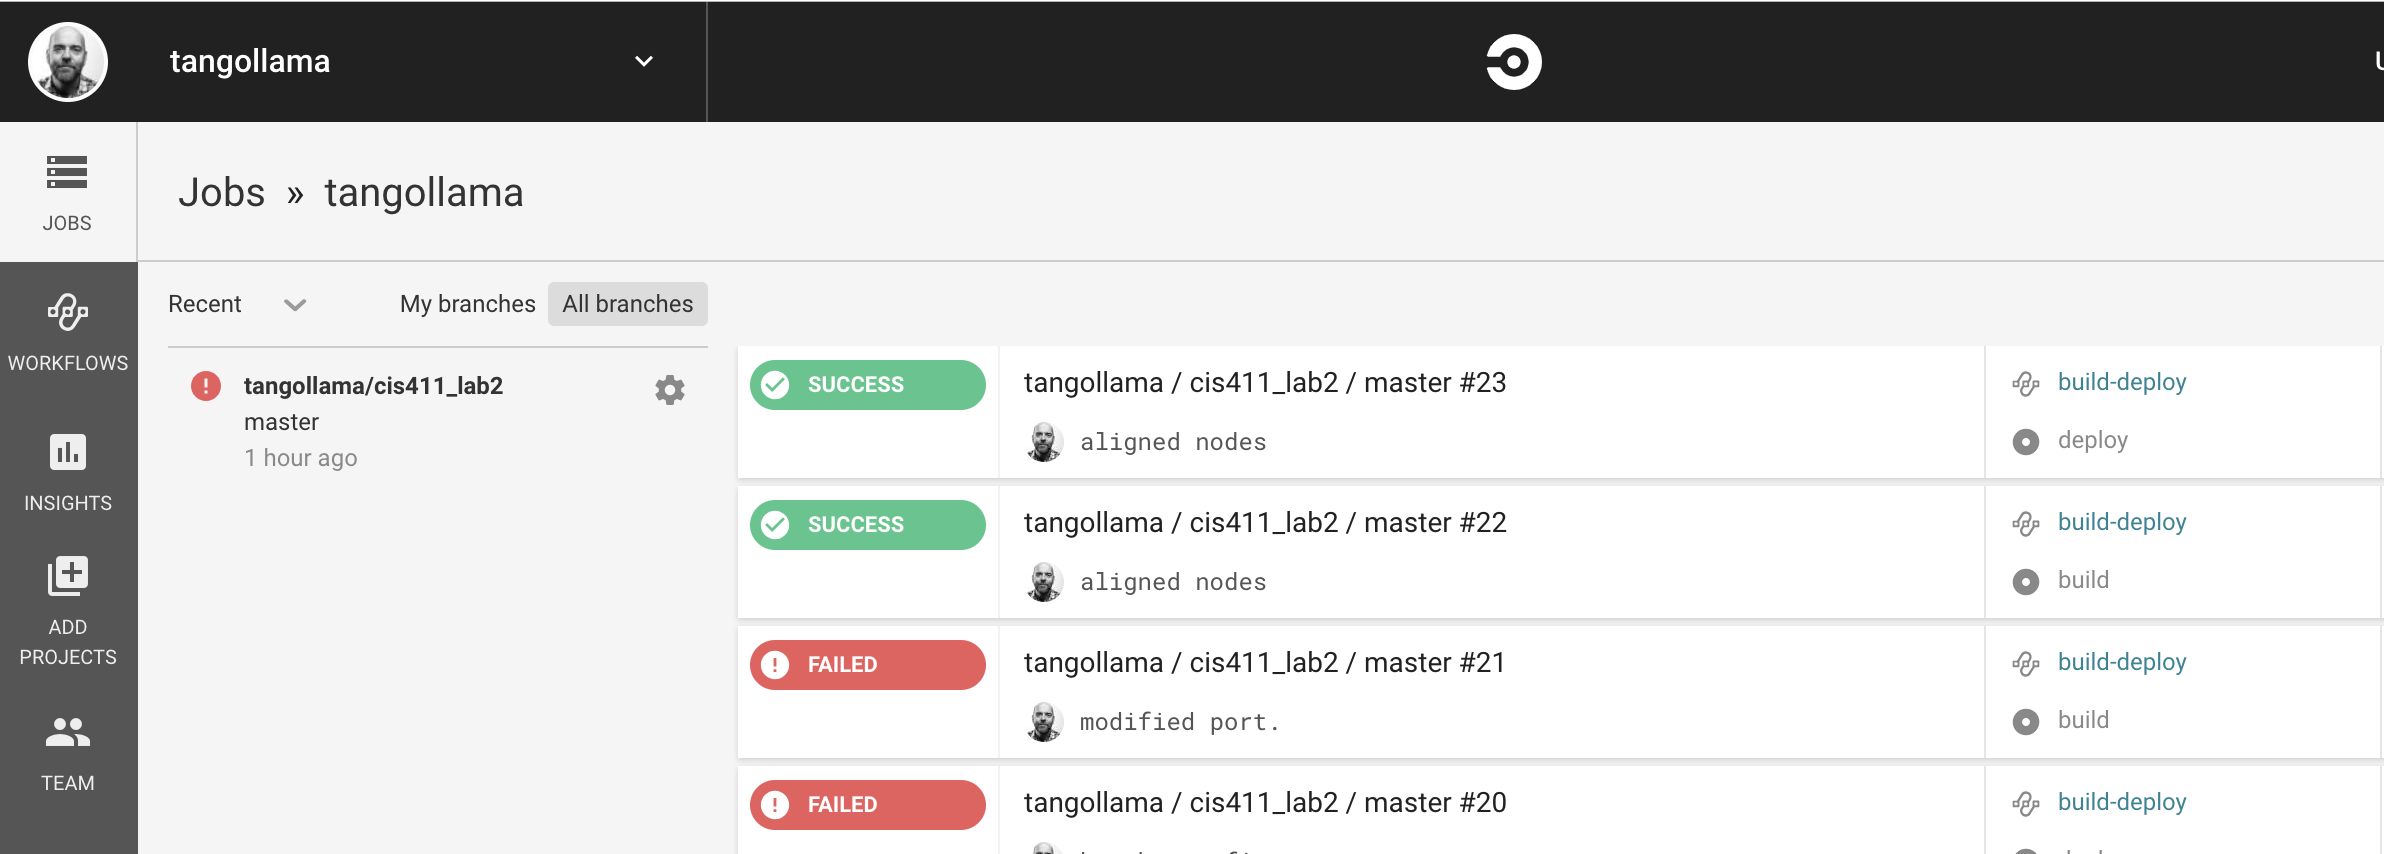 tangollama
JOBS
WORKFLOWS
INSIGHTS
ADD
PROJECTS
TEAM
Jobs » tangollama
Recent My branches All branches
tangollama/cis411_lab2
master
1 hour ago
SUCCESS tangollama / cis411_lab2 / master #23 build-deploy
aligned nodes deploy
SUCCESS tangollama / cis411_lab2 / master #22 build-deploy
aligned nodes build
FAILED tangollama / cis411_lab2 / master #21 build-deploy
modified port. build
FAILED tangollama / cis411_lab2 / master #20 build-deploy